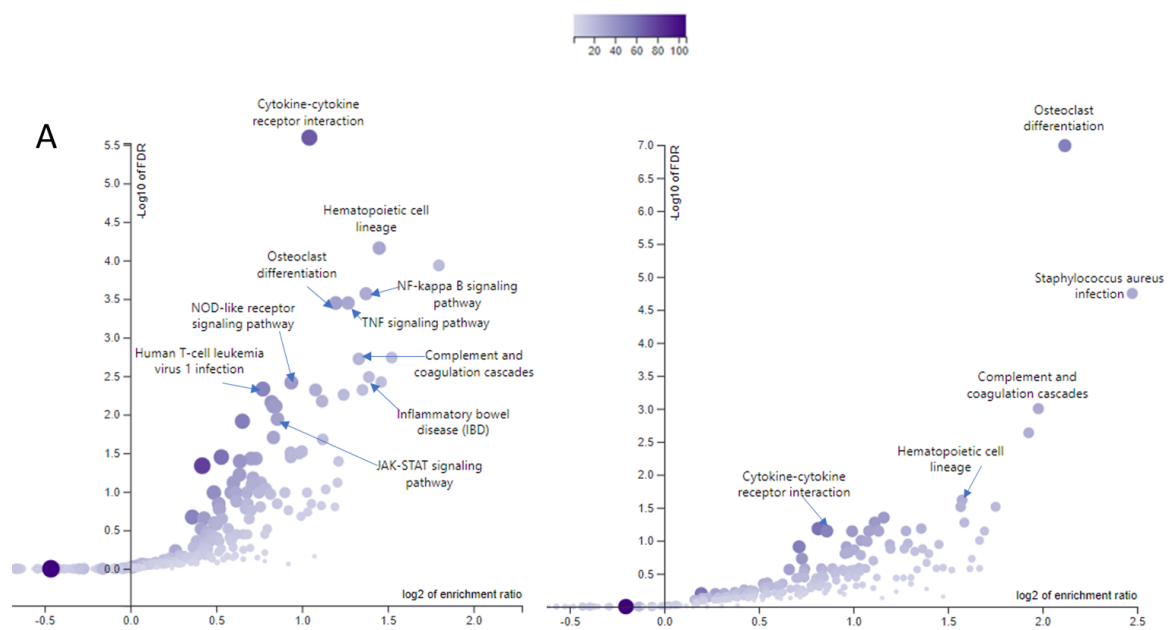 20 40 60 80 100
A
Cytokine-cytokine
receptor interaction
5.5
-Log10 of FDR
5.0
4.5
4.0
3.5
3.0
2.5
2.0
1.5
1.0
0.5
0.0
Hematopoietic cell
lineage
Osteoclast
differentiation
NF-kappa B signaling
pathway
NOD-like receptor
signaling pathway
TNF signaling pathway
Human T-cell leukemia
virus 1 infection
Complement and
coagulation cascades
Inflammatory bowel
disease (IBD)
JAK-STAT signaling
pathway
log2 of enrichment ratio
-0.5 0.0 0.5 1.0 1.5 2.0
Osteoclast
differentiation
7.0
-Log10 of FDR
6.5
6.0
5.5
5.0
4.5
4.0
3.5
3.0
2.5
2.0
1.5
1.0
0.5
Staphylococcus aureus
infection
Complement and
coagulation cascades
Hematopoietic cell
lineage
Cytokine-cytokine
receptor interaction
log2 of enrichment ratio
-0.5 0.0 0.5 1.0 1.5 2.0 2.5